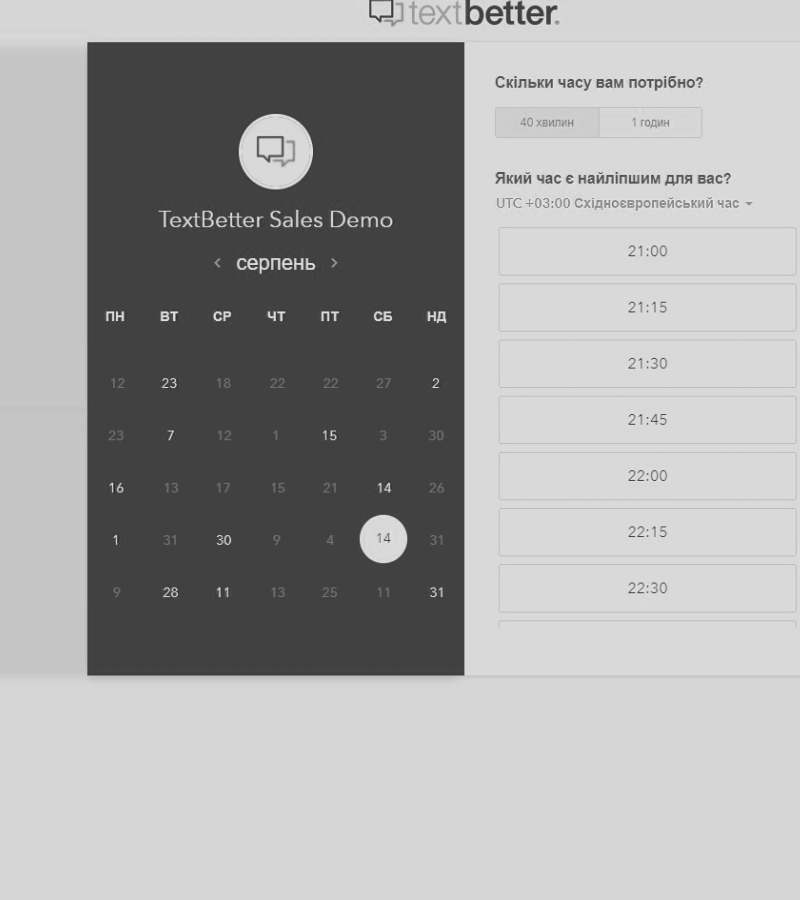 textbetter.
TextBetter Sales Demo
серпень
ПН ВТ СР ЧТ ПТ СБ НД
12 23 18 22 22 27 2
23 7 12 1 15 3 30
16 13 17 15 21 14 26
1 31 30 9 4 14 31
9 28 11 13 25 11 31
Скільки часу вам потрібно?
40 хвилин 1 годин
Який час є найліпшим для вас?
UTC +03:00 Східноєвропейський час
21:00
21:15
21:30
21:45
22:00
22:15
22:30